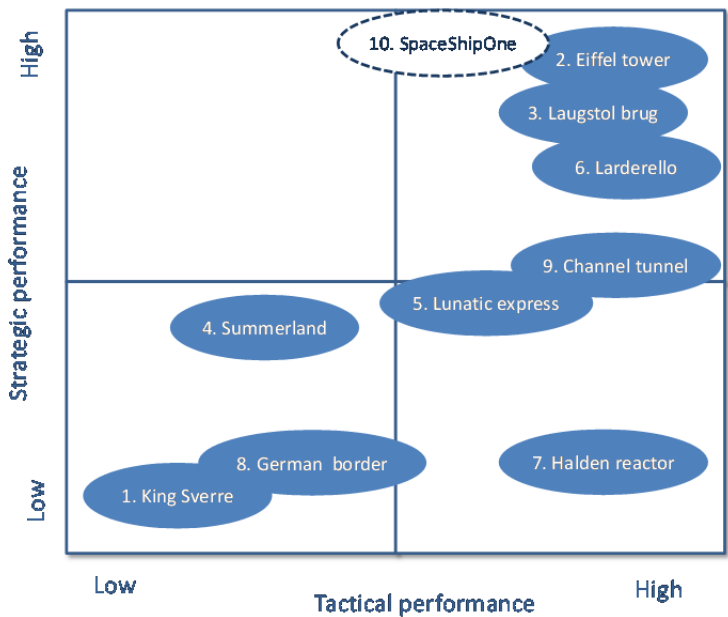 High
10. SpaceShipOne
2. Eiffel tower
3. Laugstol brug
6. Larderello
Strategic performance
9. Channel tunnel
5. Lunatic express
4. Summerland
8. German border
7. Halden reactor
1. King Sverre
Low
Low
High
Tactical performance